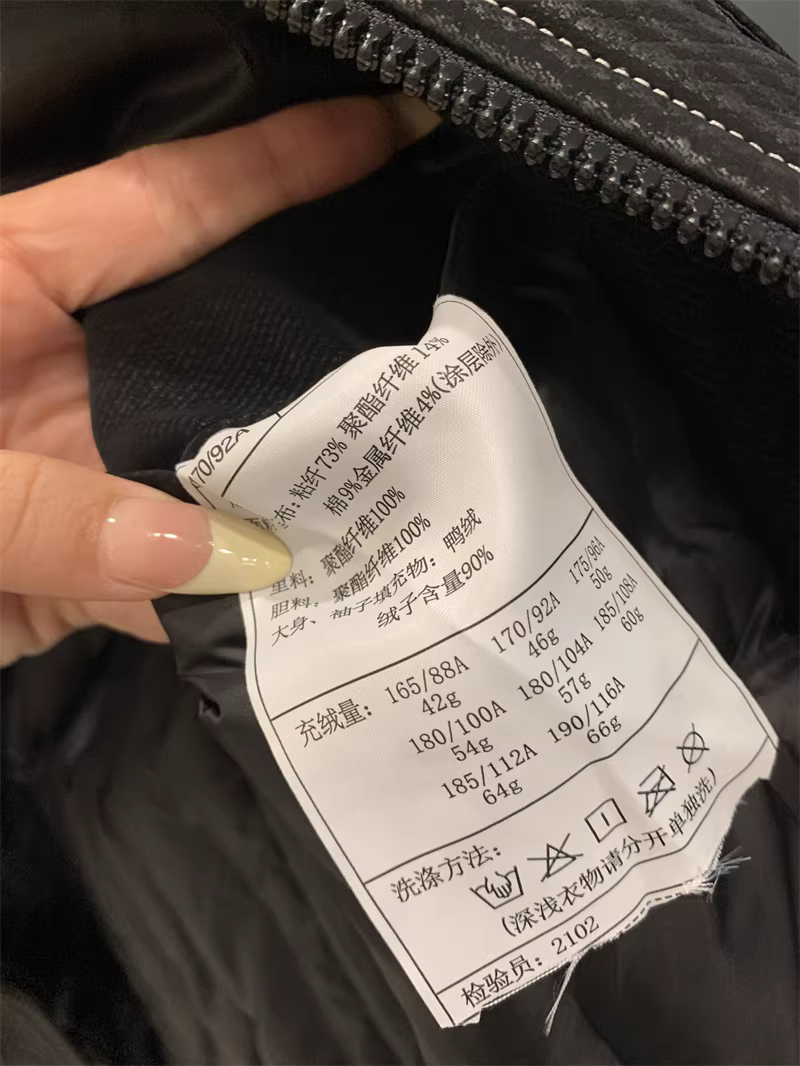 170/92A
布: 粘纤73% 聚酯纤维14%
棉9%金属纤维4%(涂层除外)
里料: 聚酯纤维100%
胆料: 聚酯纤维100%
大身、袖子填充物: 鸭绒
绒子含量90%
充绒量: 165/88A 170/92A 175/96A
42g 46g 50g
180/100A 180/104A 185/108A
54g 57g 60g
185/112A 190/116A
64g 66g
洗涤方法:
(深浅衣物请分开单独洗)
检验员: 2102